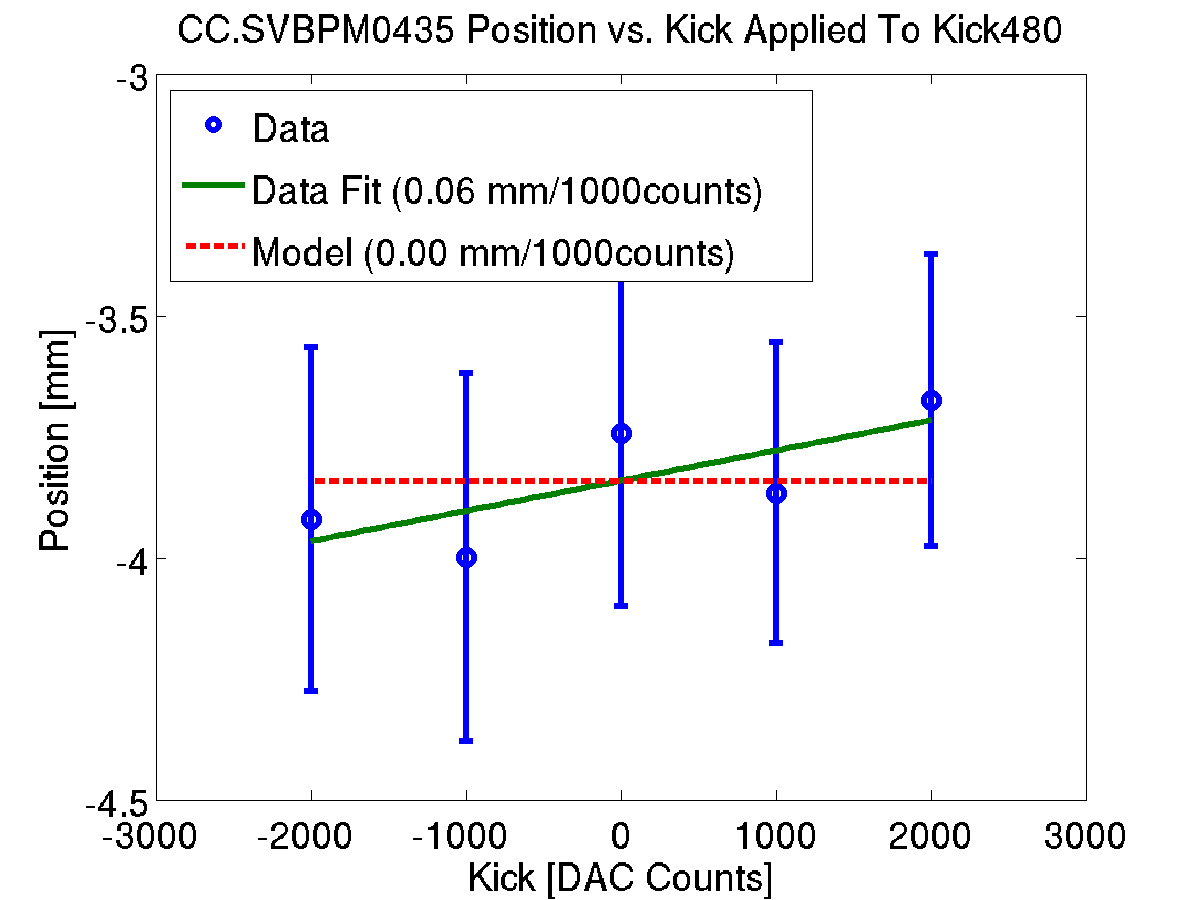 CC.SVBPM0435 Position vs. Kick Applied To Kick480
-3
Data
Data Fit (0.06 mm/1000counts)
Model (0.00 mm/1000counts)
-3.5
Position [mm]
-4
-4.5
-3000 -2000 -1000 0 1000 2000 3000
Kick [DAC Counts]